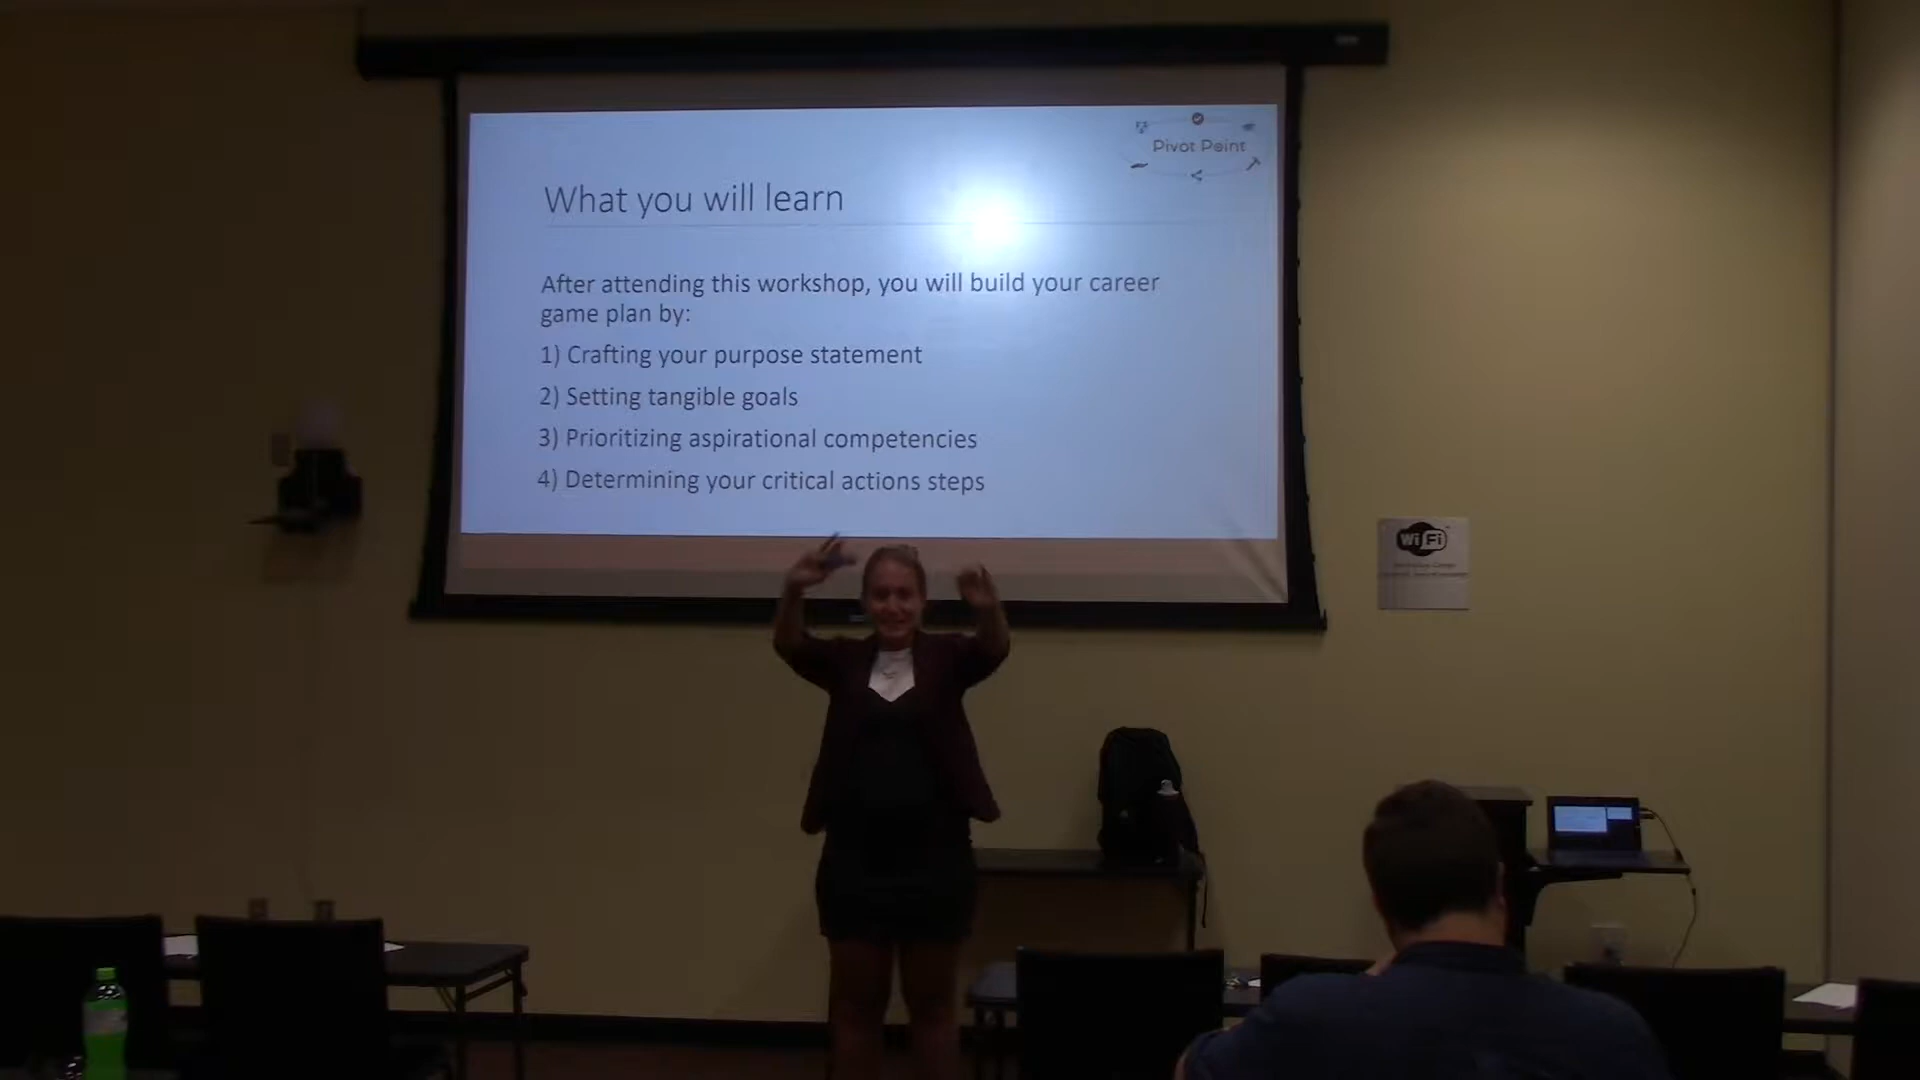 Pivot Point
What you will learn
After attending this workshop, you will build your career
game plan by:
1) Crafting your purpose statement
2) Setting tangible goals
3) Prioritizing aspirational competencies
4) Determining your critical actions steps
WiFi